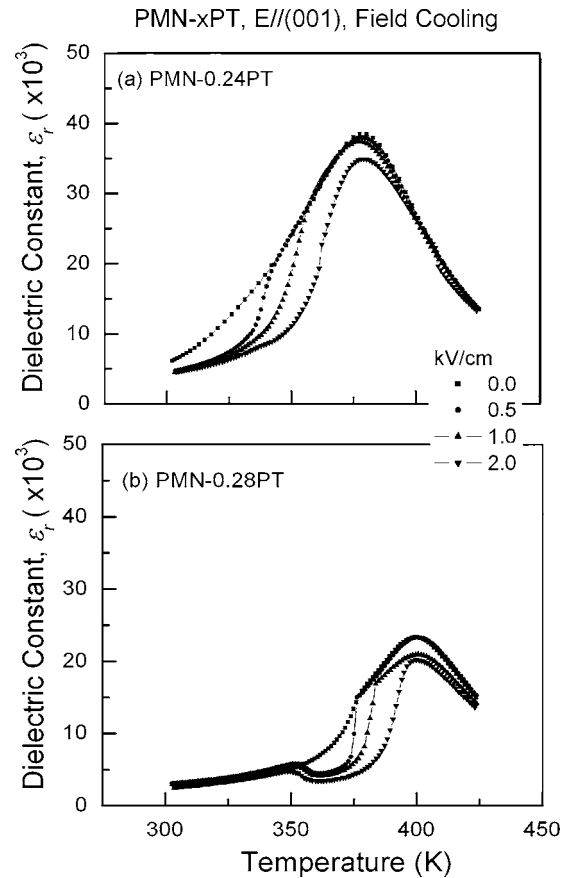 PMN-xPT, E//(001), Field Cooling
Dielectric Constant, εr ( x10³)
50
40
30
20
10
0
(a) PMN-0.24PT
kV/cm
0.0
0.5
1.0
2.0
Dielectric Constant, εr ( x10³)
50
40
30
20
10
0
(b) PMN-0.28PT
300
350
400
450
Temperature (K)